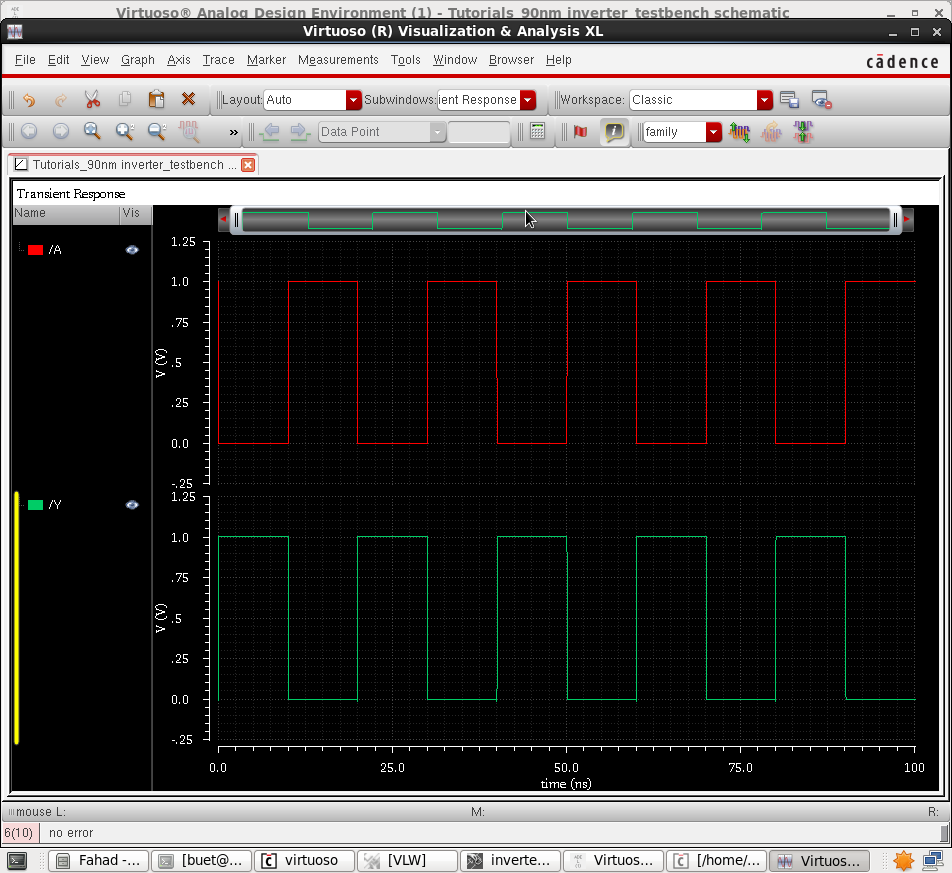 Virtuoso® Analog Design Environment (1) - Tutorials_90nm inverter_testbench schematic
Virtuoso (R) Visualization & Analysis XL
File Edit View Graph Axis Trace Marker Measurements Tools Window Browser Help
cādence
Layout: Auto Subwindows: ient Response Workspace: Classic
» Data Point family
Tutorials_90nm inverter_testbench ...
Transient Response
Name Vis
/A
1.25
1.0
.75
.5
.25
0.0
-.25
V (V)
/Y
1.25
1.0
.75
.5
.25
0.0
-.25
V (V)
0.0 25.0 50.0 75.0 100
time (ns)
mouse L: M: R:
6(10) no error
Fahad -... [buet@... virtuoso [VLW] inverte... Virtuos... [/home/... Virtuos...